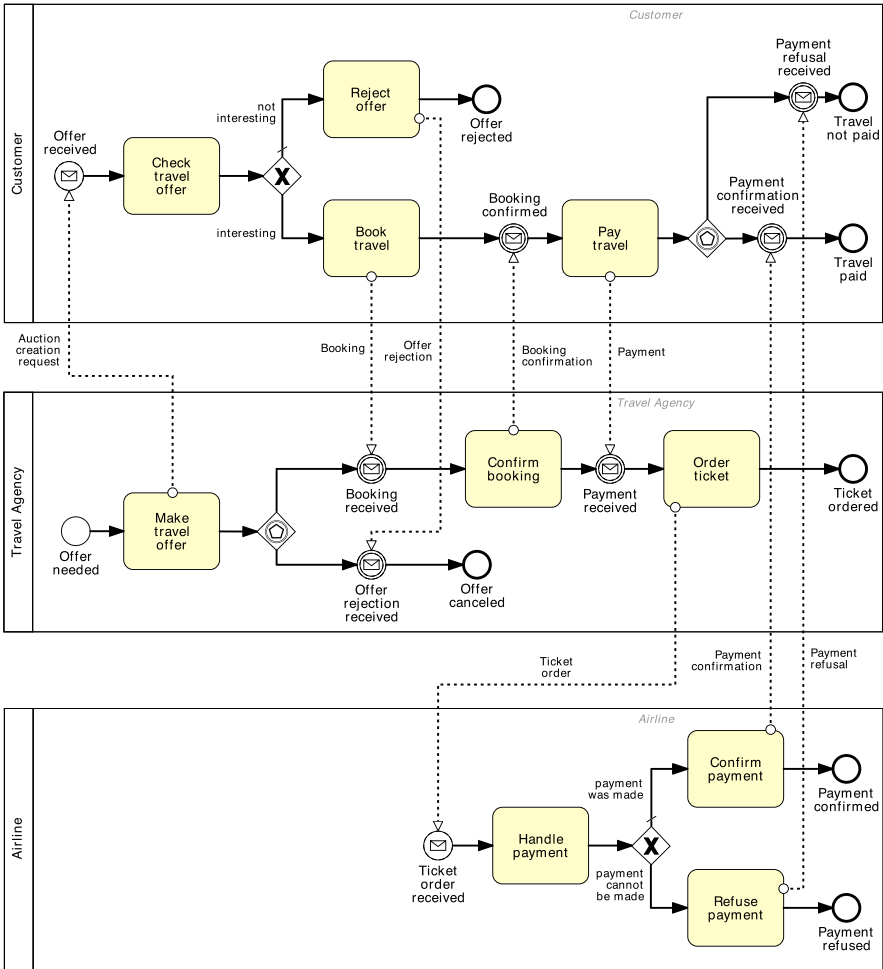 Customer
Customer
Payment
refusal
received
Reject
offer
not
interesting
Offer
rejected
Travel
not paid
Offer
received
Check
travel
offer
Payment
confirmation
received
Booking
confirmed
interesting
Book
travel
Pay
travel
Travel
paid
Auction
creation
request
Booking
Offer
rejection
Booking
confirmation
Payment
Travel Agency
Travel Agency
Confirm
booking
Order
ticket
Booking
received
Payment
received
Ticket
ordered
Make
travel
offer
Offer
needed
Offer
rejection
received
Offer
canceled
Ticket
order
Payment
confirmation
Payment
refusal
Airline
Airline
Confirm
payment
payment
was made
Payment
confirmed
Handle
payment
Ticket
order
received
payment
cannot
be made
Refuse
payment
Payment
refused